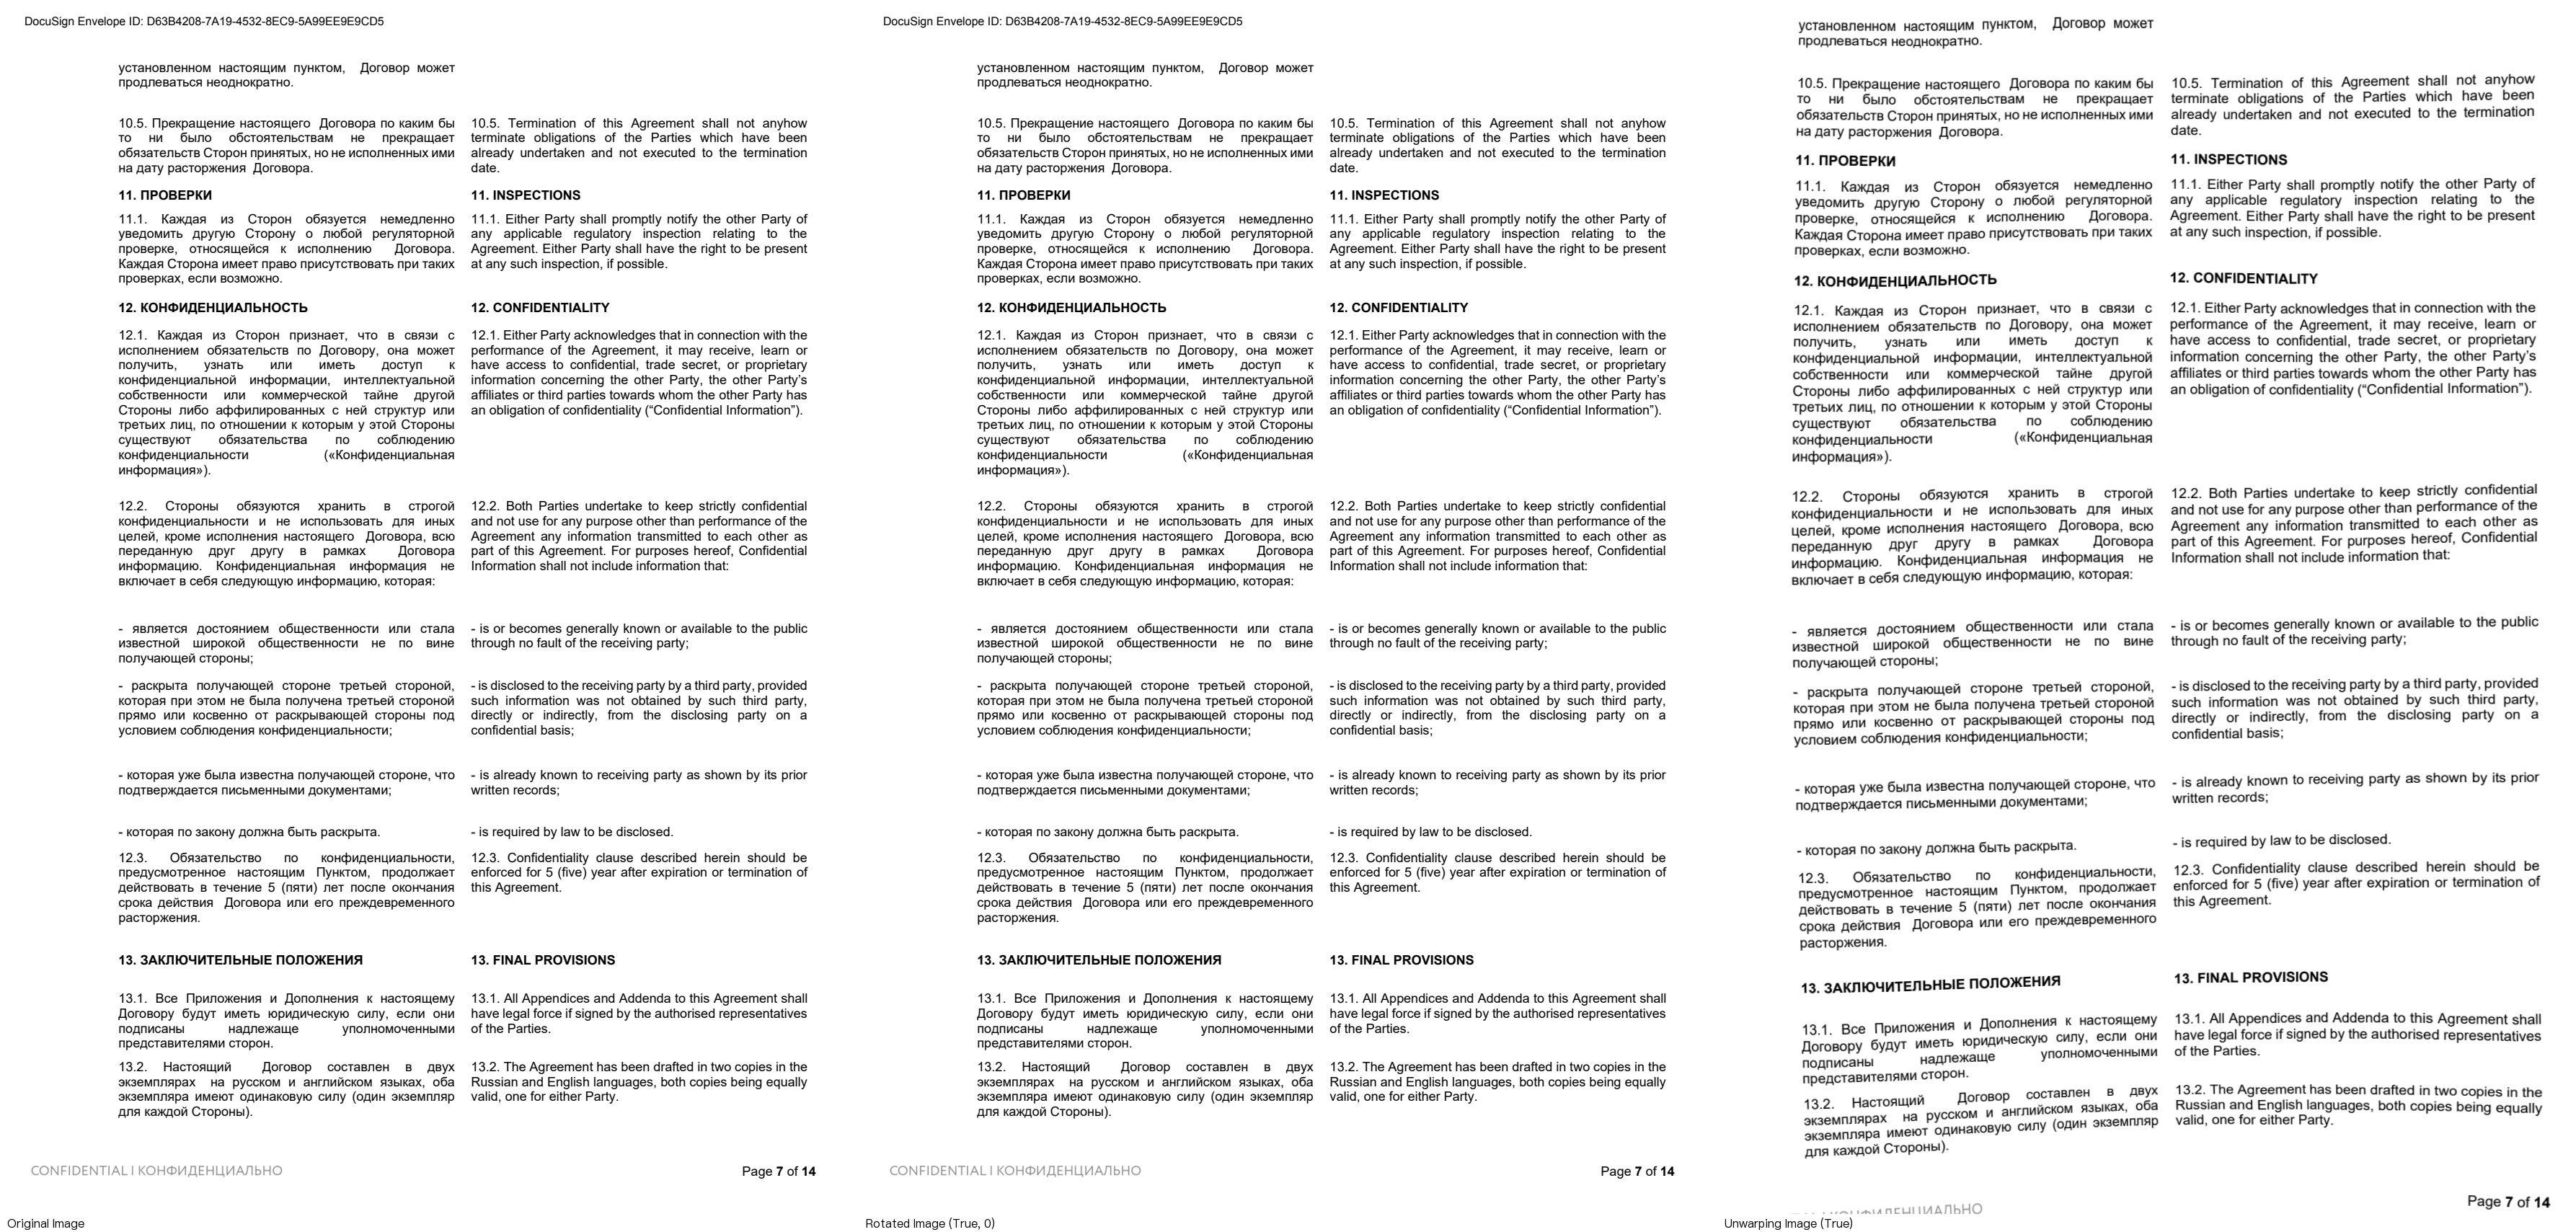 DocuSign Envelope ID: D63B4208-7A19-4532-8EC9-5A99EE9E9CD5
установленном настоящим пунктом, Договор может
продлеваться неоднократно.
10.5. Прекращение настоящего Договора по каким бы
то ни было обстоятельствам не прекращает
обязательств Сторон принятых, но не исполненных ими
на дату расторжения Договора.
10.5. Termination of this Agreement shall not anyhow
terminate obligations of the Parties which have been
already undertaken and not executed to the termination
date.
11. ПРОВЕРКИ
11. INSPECTIONS
11.1. Каждая из Сторон обязуется немедленно
уведомить другую Сторону о любой регуляторной
проверке, относящейся к исполнению Договора.
Каждая Сторона имеет право присутствовать при таких
проверках, если возможно.
11.1. Either Party shall promptly notify the other Party of
any applicable regulatory inspection relating to the
Agreement. Either Party shall have the right to be present
at any such inspection, if possible.
12. КОНФИДЕНЦИАЛЬНОСТЬ
12. CONFIDENTIALITY
12.1. Каждая из Сторон признает, что в связи с
исполнением обязательств по Договору, она может
получить, узнать или иметь доступ к
конфиденциальной информации, интеллектуальной
собственности или коммерческой тайне другой
Стороны либо аффилированных с ней структур или
третьих лиц, по отношении к которым у этой Стороны
существуют обязательства по соблюдению
конфиденциальности («Конфиденциальная
информация»).
12.1. Either Party acknowledges that in connection with the
performance of the Agreement, it may receive, learn or
have access to confidential, trade secret, or proprietary
information concerning the other Party, the other Party’s
affiliates or third parties towards whom the other Party has
an obligation of confidentiality (“Confidential Information”).
12.2. Стороны обязуются хранить в строгой
конфиденциальности и не использовать для иных
целей, кроме исполнения настоящего Договора, всю
переданную друг другу в рамках Договора
информацию. Конфиденциальная информация не
включает в себя следующую информацию, которая:
12.2. Both Parties undertake to keep strictly confidential
and not use for any purpose other than performance of the
Agreement any information transmitted to each other as
part of this Agreement. For purposes hereof, Confidential
Information shall not include information that:
- является достоянием общественности или стала
известной широкой общественности не по вине
получающей стороны;
- is or becomes generally known or available to the public
through no fault of the receiving party;
- раскрыта получающей стороне третьей стороной,
которая при этом не была получена третьей стороной
прямо или косвенно от раскрывающей стороны под
условием соблюдения конфиденциальности;
- is disclosed to the receiving party by a third party, provided
such information was not obtained by such third party,
directly or indirectly, from the disclosing party on a
confidential basis;
- которая уже была известна получающей стороне, что
подтверждается письменными документами;
- is already known to receiving party as shown by its prior
written records;
- которая по закону должна быть раскрыта.
- is required by law to be disclosed.
12.3. Обязательство по конфиденциальности,
предусмотренное настоящим Пунктом, продолжает
действовать в течение 5 (пяти) лет после окончания
срока действия Договора или его преждевременного
расторжения.
12.3. Confidentiality clause described herein should be
enforced for 5 (five) year after expiration or termination of
this Agreement.
13. ЗАКЛЮЧИТЕЛЬНЫЕ ПОЛОЖЕНИЯ
13. FINAL PROVISIONS
13.1. Все Приложения и Дополнения к настоящему
Договору будут иметь юридическую силу, если они
подписаны надлежаще уполномоченными
представителями сторон.
13.1. All Appendices and Addenda to this Agreement shall
have legal force if signed by the authorised representatives
of the Parties.
13.2. Настоящий Договор составлен в двух
экземплярах на русском и английском языках, оба
экземпляра имеют одинаковую силу (один экземпляр
для каждой Стороны).
13.2. The Agreement has been drafted in two copies in the
Russian and English languages, both copies being equally
valid, one for either Party.
CONFIDENTIAL I КОНФИДЕНЦИАЛЬНО
Page 7 of 14
Original Image
DocuSign Envelope ID: D63B4208-7A19-4532-8EC9-5A99EE9E9CD5
установленном настоящим пунктом, Договор может
продлеваться неоднократно.
10.5. Прекращение настоящего Договора по каким бы
то ни было обстоятельствам не прекращает
обязательств Сторон принятых, но не исполненных ими
на дату расторжения Договора.
10.5. Termination of this Agreement shall not anyhow
terminate obligations of the Parties which have been
already undertaken and not executed to the termination
date.
11. ПРОВЕРКИ
11. INSPECTIONS
11.1. Каждая из Сторон обязуется немедленно
уведомить другую Сторону о любой регуляторной
проверке, относящейся к исполнению Договора.
Каждая Сторона имеет право присутствовать при таких
проверках, если возможно.
11.1. Either Party shall promptly notify the other Party of
any applicable regulatory inspection relating to the
Agreement. Either Party shall have the right to be present
at any such inspection, if possible.
12. КОНФИДЕНЦИАЛЬНОСТЬ
12. CONFIDENTIALITY
12.1. Каждая из Сторон признает, что в связи с
исполнением обязательств по Договору, она может
получить, узнать или иметь доступ к
конфиденциальной информации, интеллектуальной
собственности или коммерческой тайне другой
Стороны либо аффилированных с ней структур или
третьих лиц, по отношении к которым у этой Стороны
существуют обязательства по соблюдению
конфиденциальности («Конфиденциальная
информация»).
12.1. Either Party acknowledges that in connection with the
performance of the Agreement, it may receive, learn or
have access to confidential, trade secret, or proprietary
information concerning the other Party, the other Party’s
affiliates or third parties towards whom the other Party has
an obligation of confidentiality (“Confidential Information”).
12.2. Стороны обязуются хранить в строгой
конфиденциальности и не использовать для иных
целей, кроме исполнения настоящего Договора, всю
переданную друг другу в рамках Договора
информацию. Конфиденциальная информация не
включает в себя следующую информацию, которая:
12.2. Both Parties undertake to keep strictly confidential
and not use for any purpose other than performance of the
Agreement any information transmitted to each other as
part of this Agreement. For purposes hereof, Confidential
Information shall not include information that:
- является достоянием общественности или стала
известной широкой общественности не по вине
получающей стороны;
- is or becomes generally known or available to the public
through no fault of the receiving party;
- раскрыта получающей стороне третьей стороной,
которая при этом не была получена третьей стороной
прямо или косвенно от раскрывающей стороны под
условием соблюдения конфиденциальности;
- is disclosed to the receiving party by a third party, provided
such information was not obtained by such third party,
directly or indirectly, from the disclosing party on a
confidential basis;
- которая уже была известна получающей стороне, что
подтверждается письменными документами;
- is already known to receiving party as shown by its prior
written records;
- которая по закону должна быть раскрыта.
- is required by law to be disclosed.
12.3. Обязательство по конфиденциальности,
предусмотренное настоящим Пунктом, продолжает
действовать в течение 5 (пяти) лет после окончания
срока действия Договора или его преждевременного
расторжения.
12.3. Confidentiality clause described herein should be
enforced for 5 (five) year after expiration or termination of
this Agreement.
13. ЗАКЛЮЧИТЕЛЬНЫЕ ПОЛОЖЕНИЯ
13. FINAL PROVISIONS
13.1. Все Приложения и Дополнения к настоящему
Договору будут иметь юридическую силу, если они
подписаны надлежаще уполномоченными
представителями сторон.
13.1. All Appendices and Addenda to this Agreement shall
have legal force if signed by the authorised representatives
of the Parties.
13.2. Настоящий Договор составлен в двух
экземплярах на русском и английском языках, оба
экземпляра имеют одинаковую силу (один экземпляр
для каждой Стороны).
13.2. The Agreement has been drafted in two copies in the
Russian and English languages, both copies being equally
valid, one for either Party.
CONFIDENTIAL I КОНФИДЕНЦИАЛЬНО
Page 7 of 14
Rotated Image (True, 0)
установленном настоящим пунктом, Договор может
продлеваться неоднократно.
10.5. Прекращение настоящего Договора по каким бы
то ни было обстоятельствам не прекращает
обязательств Сторон принятых, но не исполненных ими
на дату расторжения Договора.
10.5. Termination of this Agreement shall not anyhow
terminate obligations of the Parties which have been
already undertaken and not executed to the termination
date.
11. ПРОВЕРКИ
11. INSPECTIONS
11.1. Каждая из Сторон обязуется немедленно
уведомить другую Сторону о любой регуляторной
проверке, относящейся к исполнению Договора.
Каждая Сторона имеет право присутствовать при таких
проверках, если возможно.
11.1. Either Party shall promptly notify the other Party of
any applicable regulatory inspection relating to the
Agreement. Either Party shall have the right to be present
at any such inspection, if possible.
12. КОНФИДЕНЦИАЛЬНОСТЬ
12. CONFIDENTIALITY
12.1. Каждая из Сторон признает, что в связи с
исполнением обязательств по Договору, она может
получить, узнать или иметь доступ к
конфиденциальной информации, интеллектуальной
собственности или коммерческой тайне другой
Стороны либо аффилированных с ней структур или
третьих лиц, по отношении к которым у этой Стороны
существуют обязательства по соблюдению
конфиденциальности («Конфиденциальная
информация»).
12.1. Either Party acknowledges that in connection with the
performance of the Agreement, it may receive, learn or
have access to confidential, trade secret, or proprietary
information concerning the other Party, the other Party’s
affiliates or third parties towards whom the other Party has
an obligation of confidentiality (“Confidential Information”).
12.2. Стороны обязуются хранить в строгой
конфиденциальности и не использовать для иных
целей, кроме исполнения настоящего Договора, всю
переданную друг другу в рамках Договора
информацию. Конфиденциальная информация не
включает в себя следующую информацию, которая:
12.2. Both Parties undertake to keep strictly confidential
and not use for any purpose other than performance of the
Agreement any information transmitted to each other as
part of this Agreement. For purposes hereof, Confidential
Information shall not include information that:
- является достоянием общественности или стала
известной широкой общественности не по вине
получающей стороны;
- is or becomes generally known or available to the public
through no fault of the receiving party;
- раскрыта получающей стороне третьей стороной,
которая при этом не была получена третьей стороной
прямо или косвенно от раскрывающей стороны под
условием соблюдения конфиденциальности;
- is disclosed to the receiving party by a third party, provided
such information was not obtained by such third party,
directly or indirectly, from the disclosing party on a
confidential basis;
- которая уже была известна получающей стороне, что
подтверждается письменными документами;
- is already known to receiving party as shown by its prior
written records;
- которая по закону должна быть раскрыта.
- is required by law to be disclosed.
12.3. Обязательство по конфиденциальности,
предусмотренное настоящим Пунктом, продолжает
действовать в течение 5 (пяти) лет после окончания
срока действия Договора или его преждевременного
расторжения.
12.3. Confidentiality clause described herein should be
enforced for 5 (five) year after expiration or termination of
this Agreement.
13. ЗАКЛЮЧИТЕЛЬНЫЕ ПОЛОЖЕНИЯ
13. FINAL PROVISIONS
13.1. Все Приложения и Дополнения к настоящему
Договору будут иметь юридическую силу, если они
подписаны надлежаще уполномоченными
представителями сторон.
13.1. All Appendices and Addenda to this Agreement shall
have legal force if signed by the authorised representatives
of the Parties.
13.2. Настоящий Договор составлен в двух
экземплярах на русском и английском языках, оба
экземпляра имеют одинаковую силу (один экземпляр
для каждой Стороны).
13.2. The Agreement has been drafted in two copies in the
Russian and English languages, both copies being equally
valid, one for either Party.
Page 7 of 14
Unwarping Image (True)